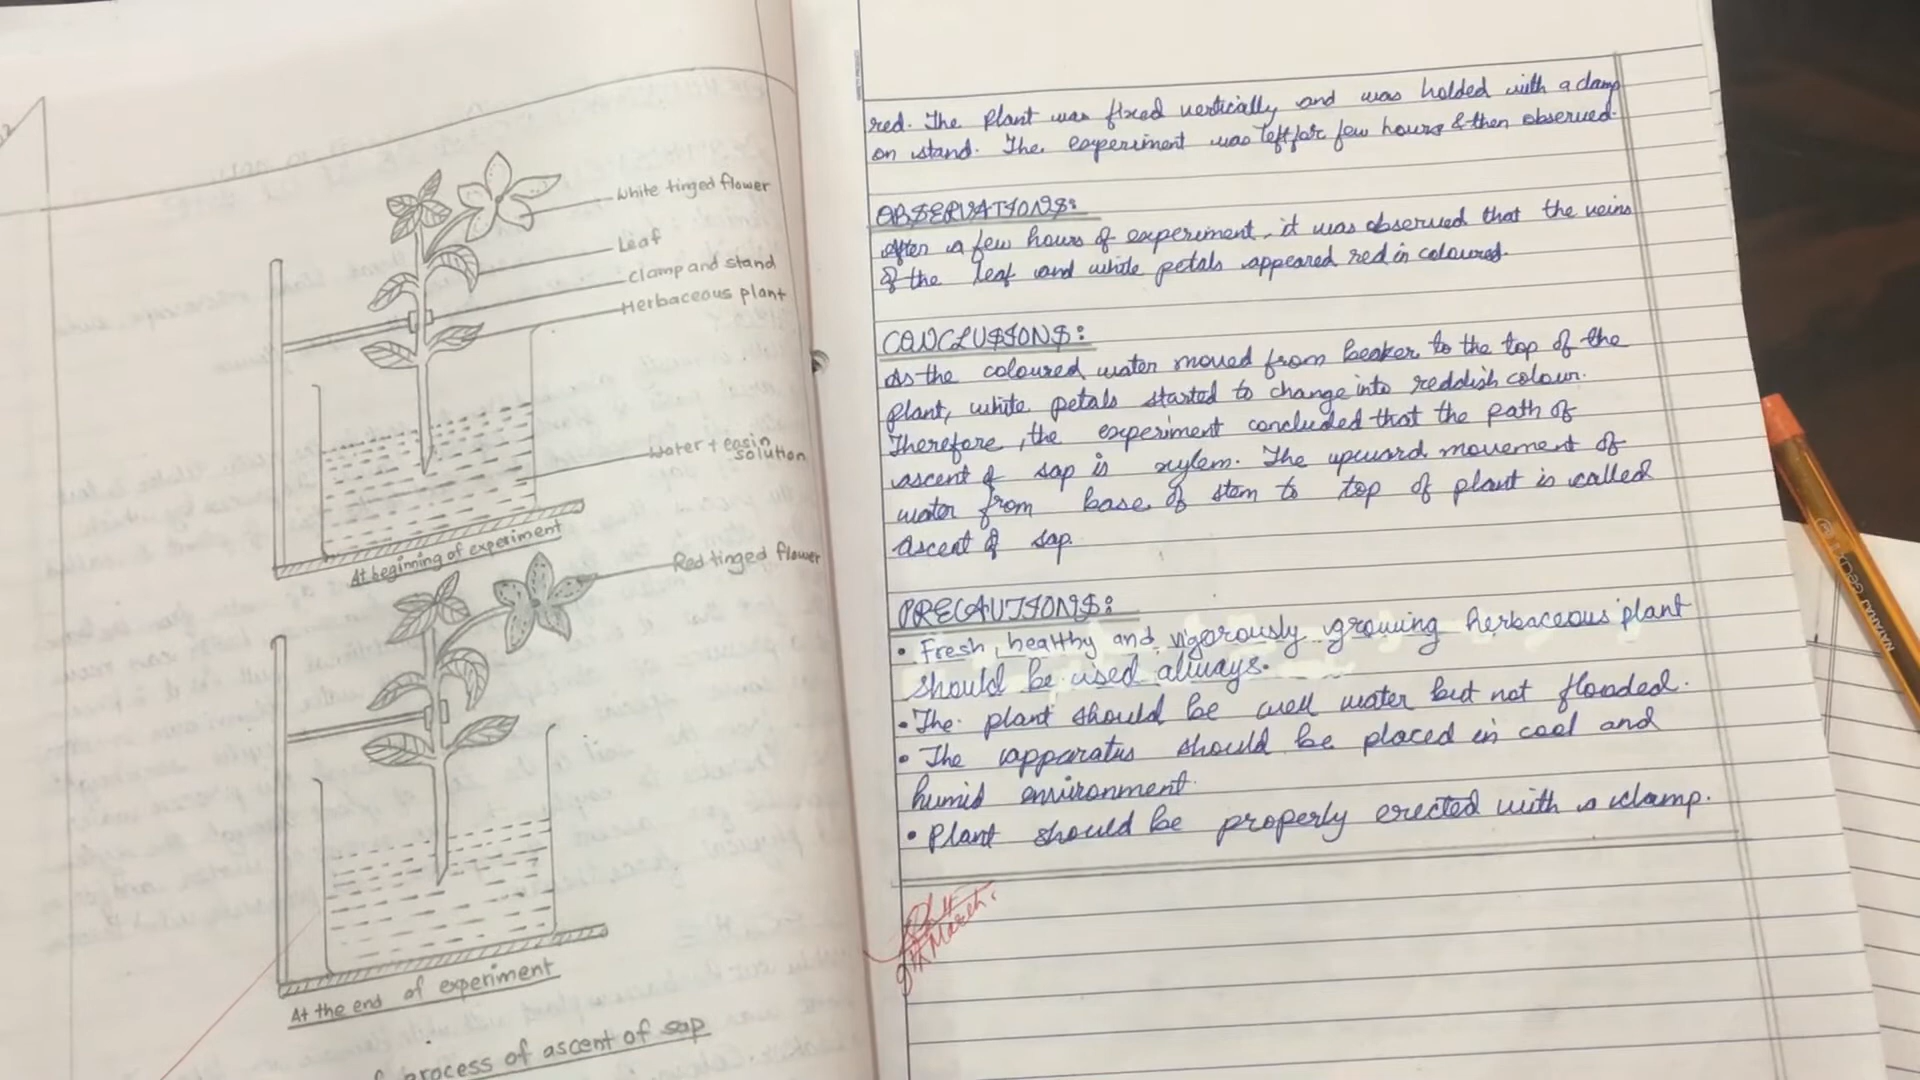 White tinged flower
Leaf
clamp and stand
Herbaceous plant
Water + eosin
solution
At beginning of experiment
Red tinged flower
At the end of experiment
process of ascent of sap
red. The plant was fixed vertically and was holded with a clamp
on stand. The experiment was left for few hours & then observed.
OBSERVATIONS:
After a few hours of experiment, it was observed that the veins
of the leaf and white petals appeared red in coloured.
CONCLUSIONS:
As the coloured water moved from beaker to the top of the
plant, white petals started to change into reddish colour.
Therefore, the experiment concluded that the path of
ascent of sap is xylem. The upward movement of
water from base of stem to top of plant is called
ascent of sap.
PRECAUTIONS:
• Fresh, healthy and vigorously growing herbaceous plant
should be used always.
• The plant should be well water but not flooded.
• The apparatus should be placed in cool and
humid environment.
• Plant should be properly erected with a clamp.
9th March.
NATARAJ